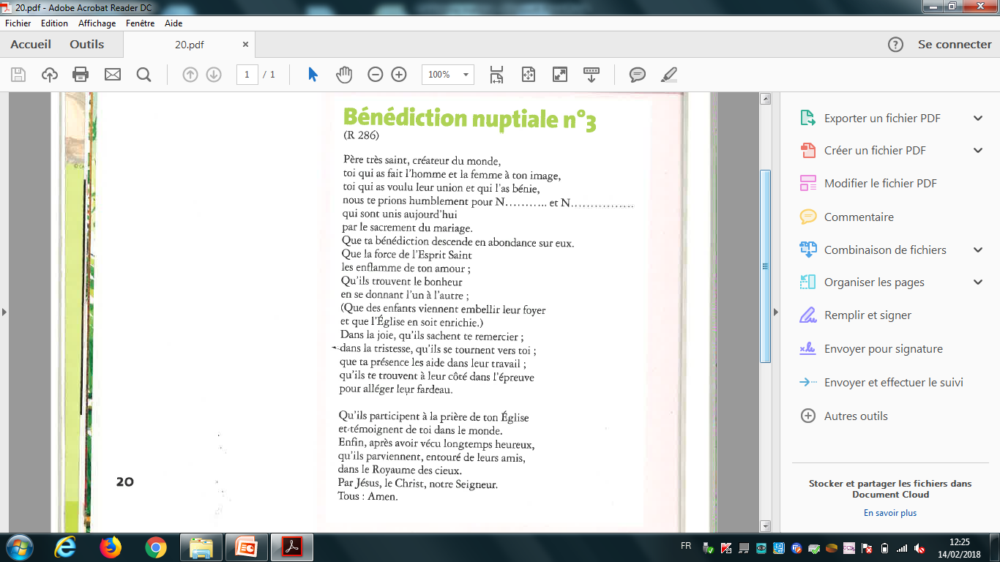 20.pdf - Adobe Acrobat Reader DC
Fichier Edition Affichage Fenêtre Aide
Accueil Outils 20.pdf × ? Se connecter
1 / 1 100%
Bénédiction nuptiale n°3
(R 286)
Père très saint, créateur du monde,
toi qui as fait l'homme et la femme à ton image,
toi qui as voulu leur union et qui l'as bénie,
nous te prions humblement pour N........... et N................
qui sont unis aujourd'hui
par le sacrement du mariage.
Que ta bénédiction descende en abondance sur eux.
Que la force de l'Esprit Saint
les enflamme de ton amour ;
Qu'ils trouvent le bonheur
en se donnant l'un à l'autre ;
(Que des enfants viennent embellir leur foyer
et que l'Église en soit enrichie.)
Dans la joie, qu'ils sachent te remercier ;
dans la tristesse, qu'ils se tournent vers toi ;
que ta présence les aide dans leur travail ;
qu'ils te trouvent à leur côté dans l'épreuve
pour alléger leur fardeau.
Qu'ils participent à la prière de ton Église
et témoignent de toi dans le monde.
Enfin, après avoir vécu longtemps heureux,
qu'ils parviennent, entouré de leurs amis,
dans le Royaume des cieux.
Par Jésus, le Christ, notre Seigneur.
Tous : Amen.
20
Exporter un fichier PDF
Créer un fichier PDF
Modifier le fichier PDF
Commentaire
Combinaison de fichiers
Organiser les pages
Remplir et signer
Envoyer pour signature
Envoyer et effectuer le suivi
Autres outils
Stocker et partager les fichiers dans
Document Cloud
En savoir plus
FR
12:25
14/02/2018